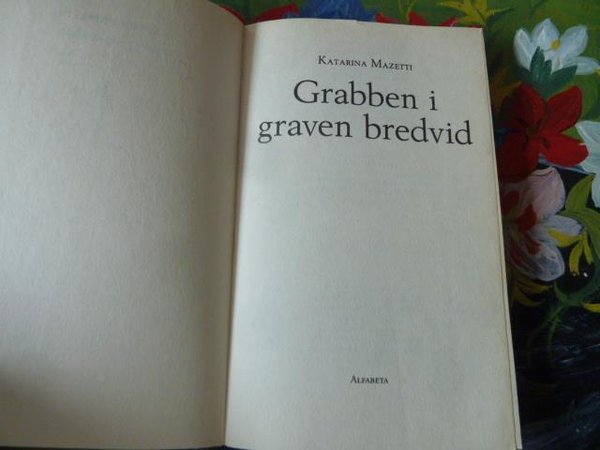 Katarina Mazetti
Grabben i
graven bredvid
Alfabeta